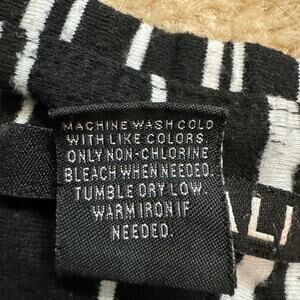 MACHINE WASH COLD
WITH LIKE COLORS.
ONLY NON-CHLORINE
BLEACH WHEN NEEDED.
TUMBLE DRY LOW.
WARM IRON IF
NEEDED.
ALI